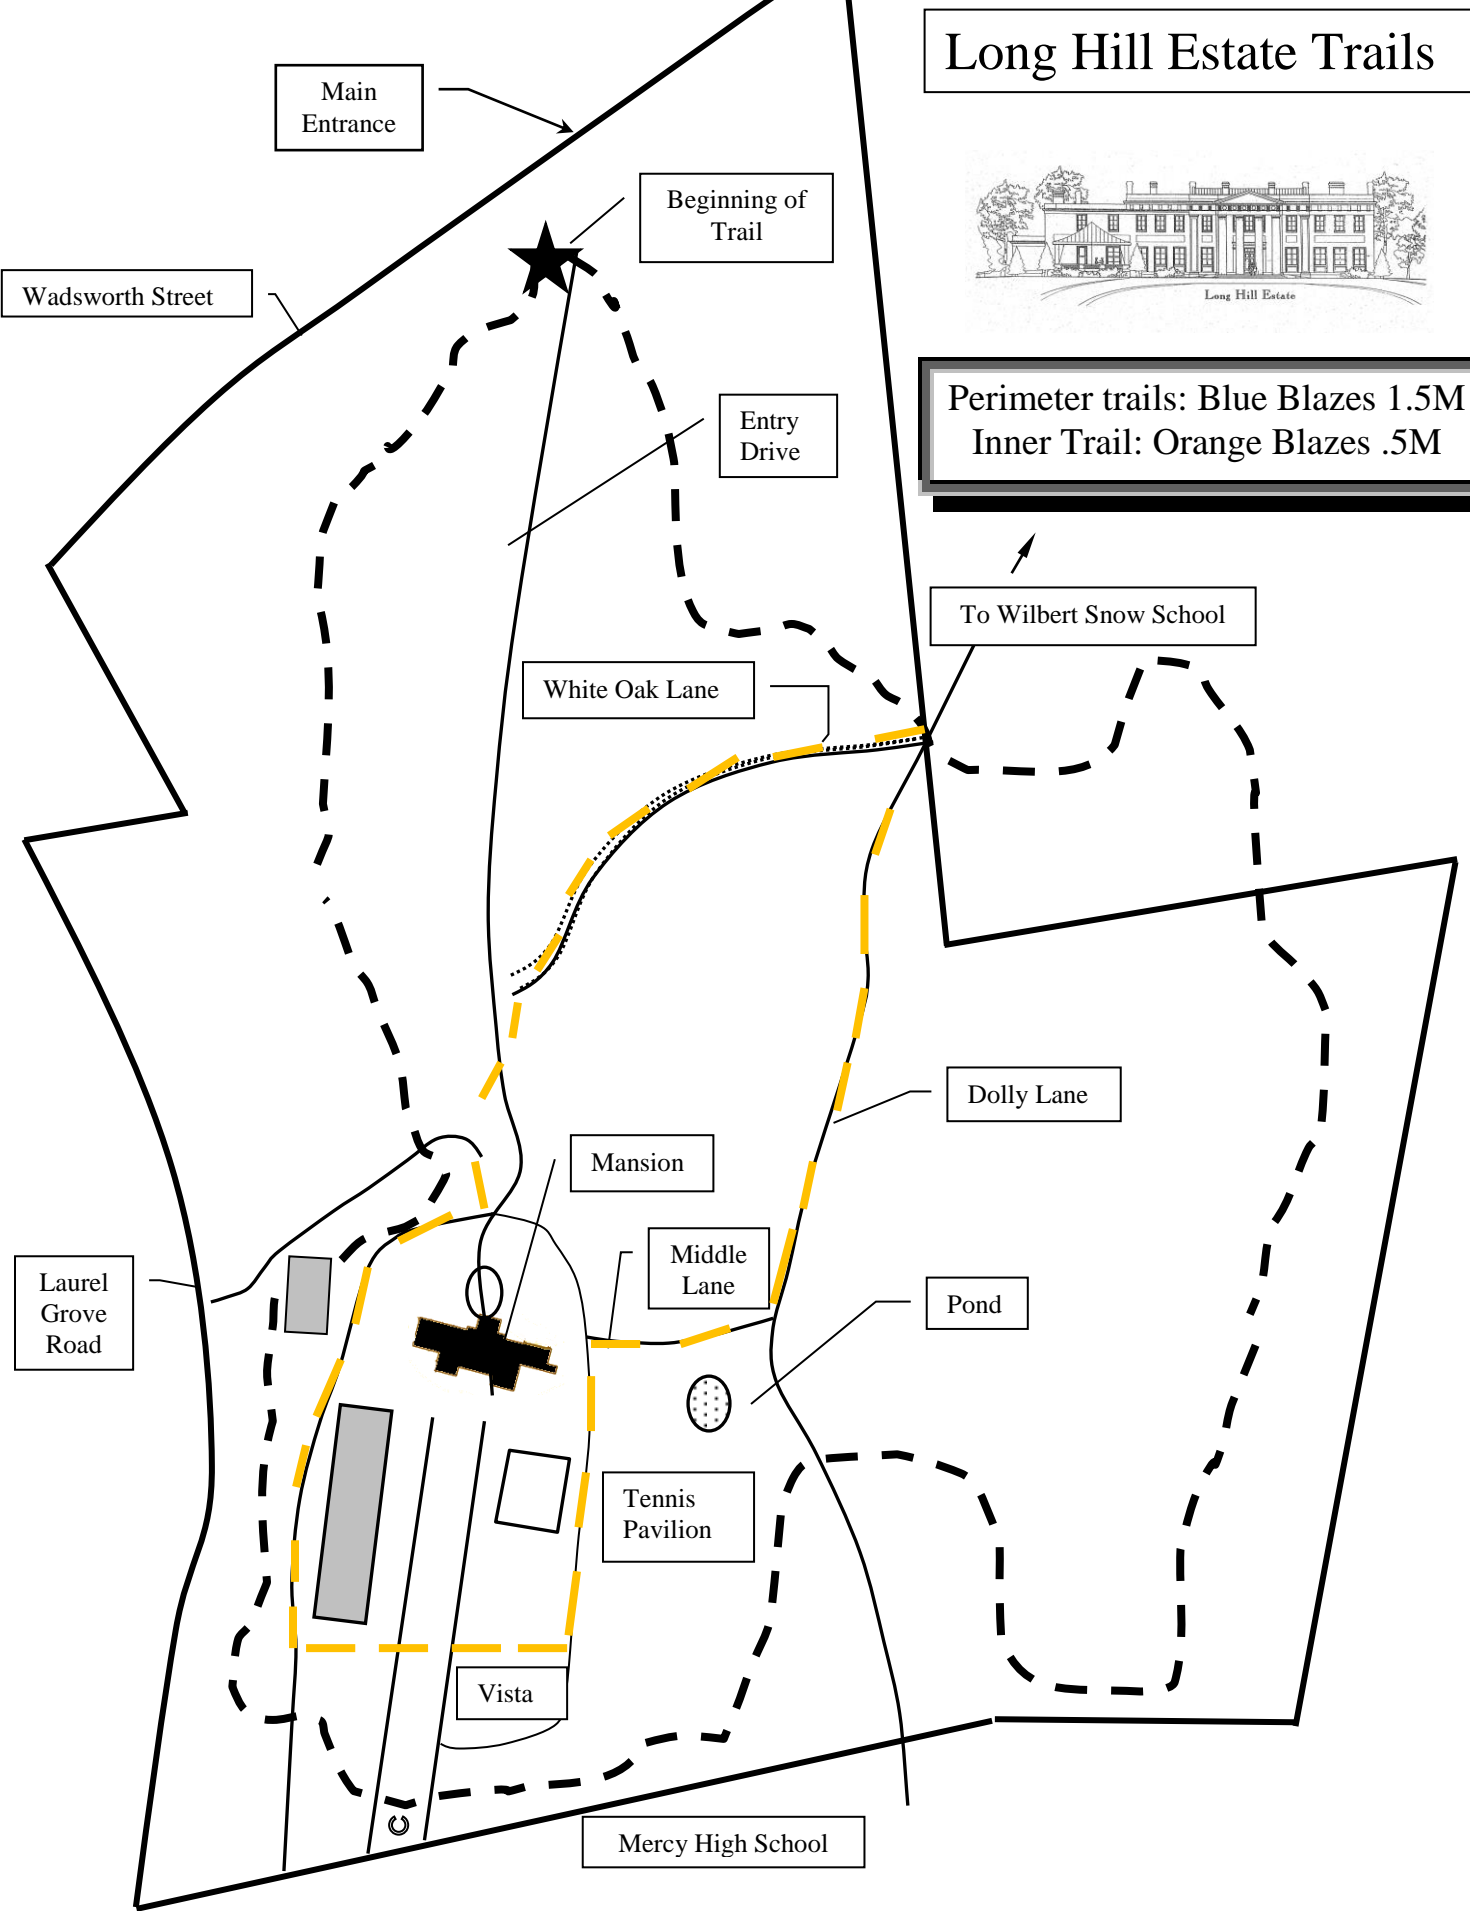 Long Hill Estate Trails
Main
Entrance
Beginning of
Trail
Wadsworth Street
Long Hill Estate
Perimeter trails: Blue Blazes 1.5M
Inner Trail: Orange Blazes .5M
Entry
Drive
To Wilbert Snow School
White Oak Lane
Dolly Lane
Mansion
Middle
Lane
Laurel
Grove
Road
Pond
Tennis
Pavilion
Vista
Mercy High School